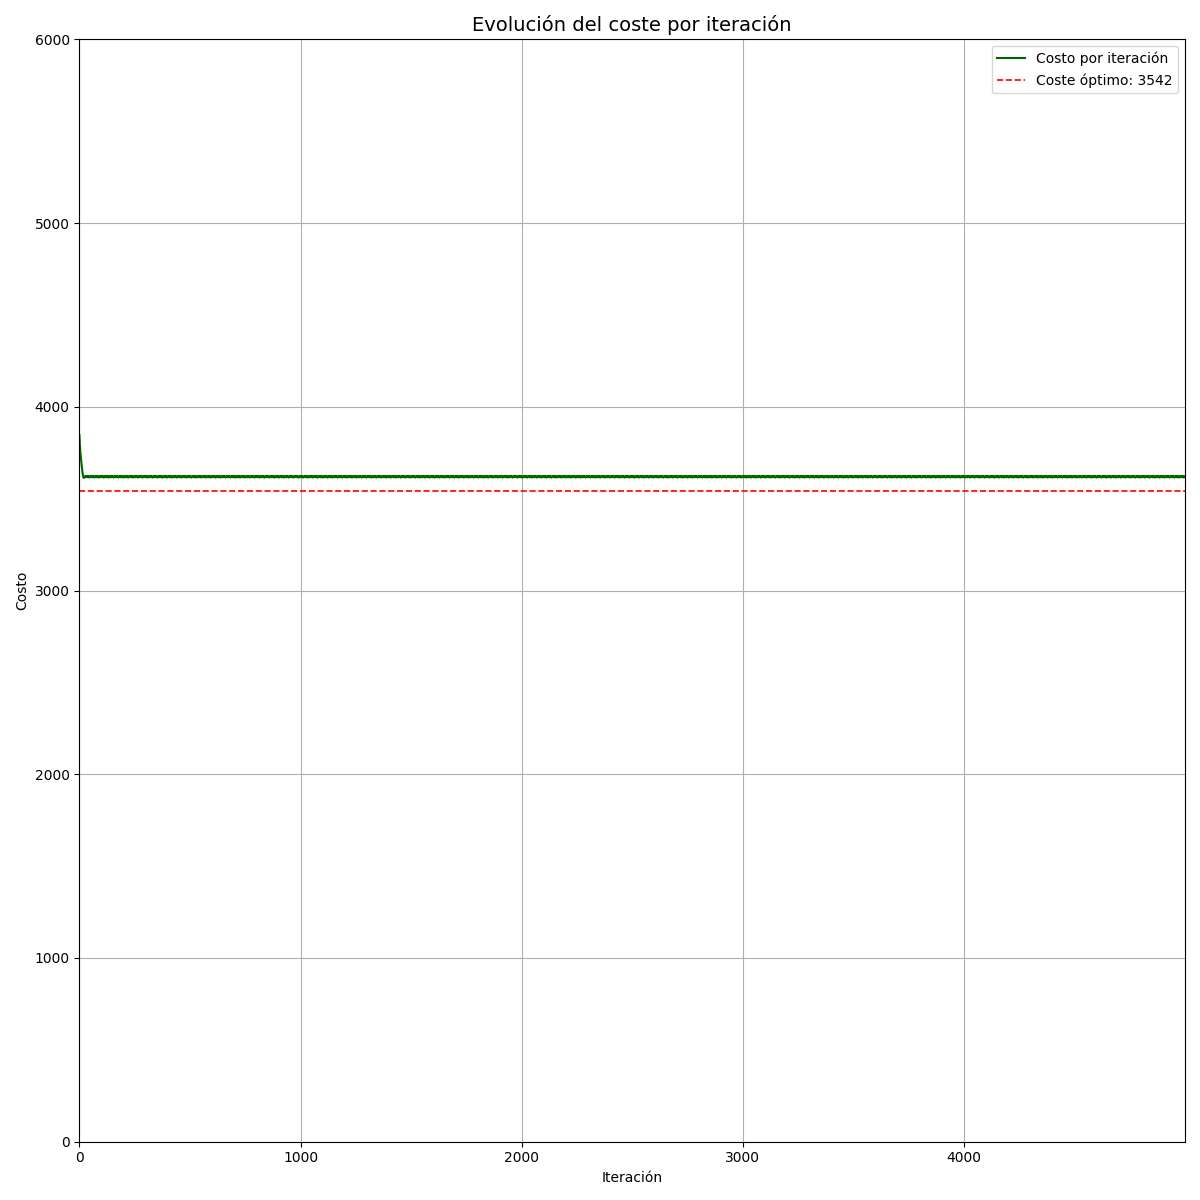 Evolución del coste por iteración
6000
5000
4000
3000
2000
1000
0
Costo
Costo por iteración
Coste óptimo: 3542
0 1000 2000 3000 4000
Iteración